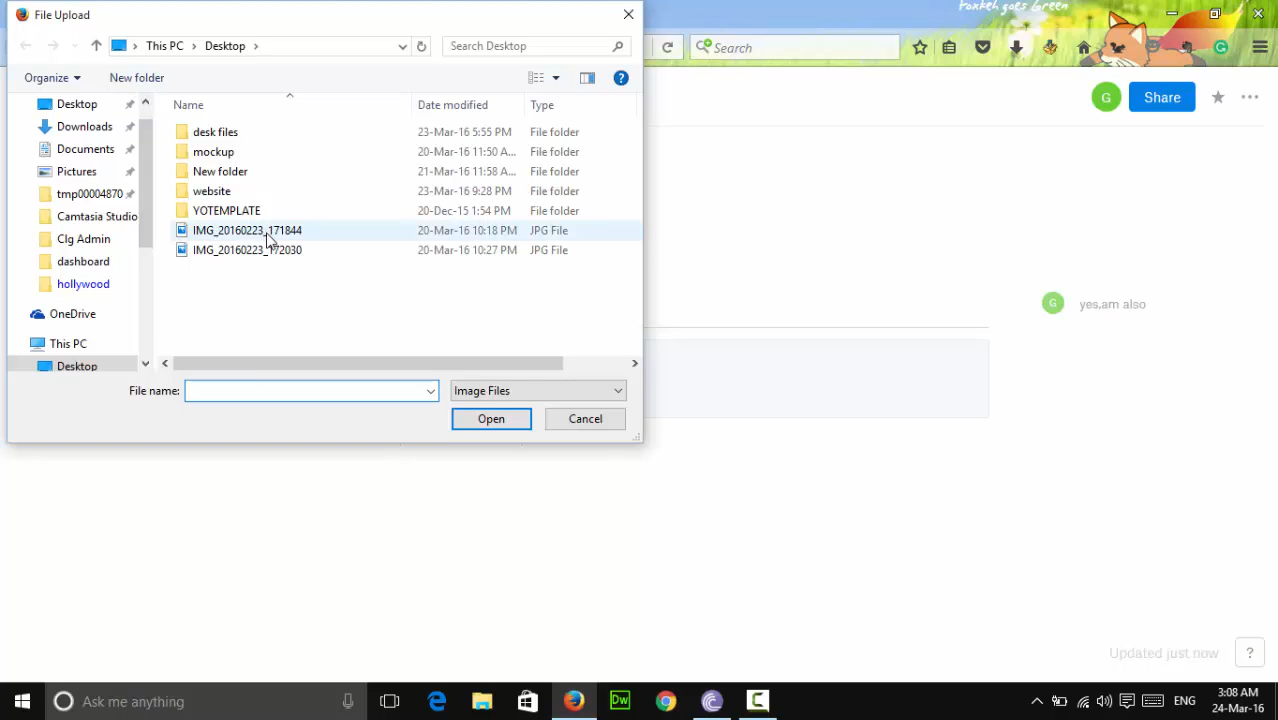 File Upload
toxken goes Green
This PC
Desktop
Search Desktop
Search
Organize
New folder
Name
Date modified
Type
G
Share
Desktop
Downloads
Documents
Pictures
tmp00004870
Camtasia Studio
Clg Admin
dashboard
hollywood
OneDrive
This PC
Desktop
desk files 23-Mar-16 5:55 PM File folder
mockup 20-Mar-16 11:50 A... File folder
New folder 21-Mar-16 11:58 A... File folder
website 23-Mar-16 9:28 PM File folder
YOTEMPLATE 20-Dec-15 1:54 PM File folder
IMG_20160223_171844 20-Mar-16 10:18 PM JPG File
IMG_20160223_172030 20-Mar-16 10:27 PM JPG File
G yes,am also
File name:
Image Files
Open
Cancel
Updated just now
?
Ask me anything
Dw
ENG
3:08 AM
24-Mar-16